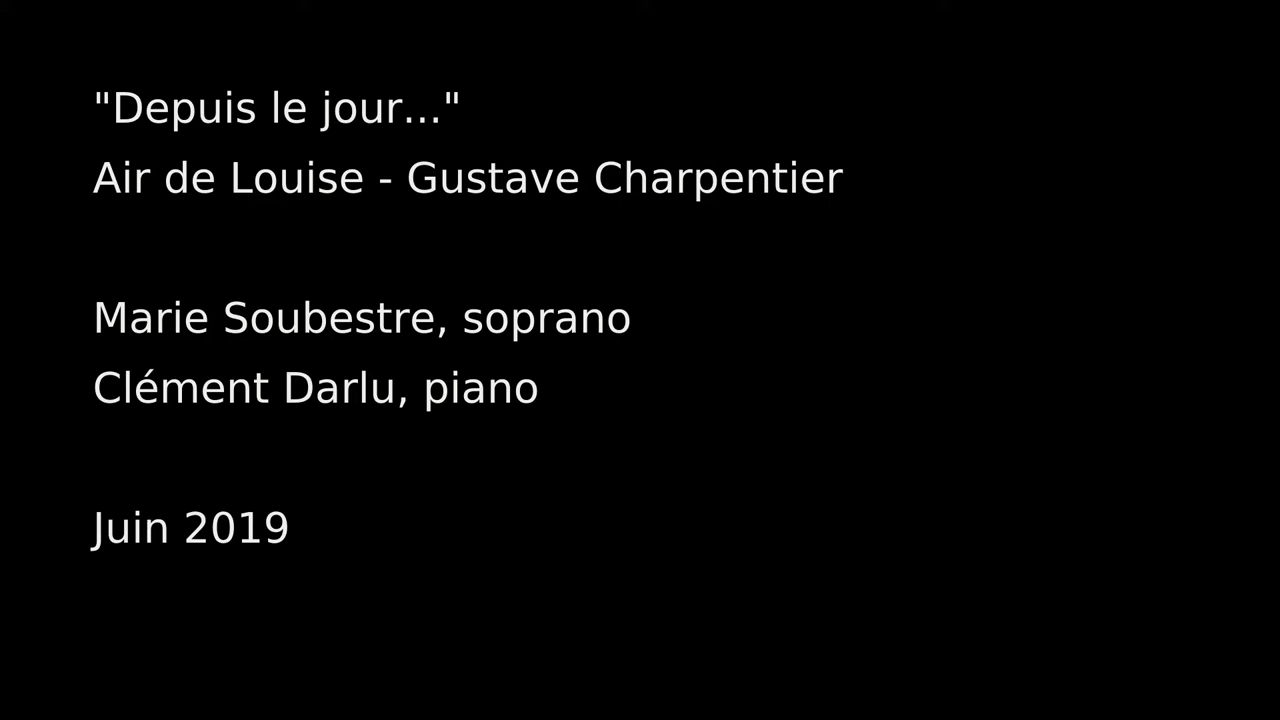 "Depuis le jour..."
Air de Louise - Gustave Charpentier
Marie Soubestre, soprano
Clément Darlu, piano
Juin 2019